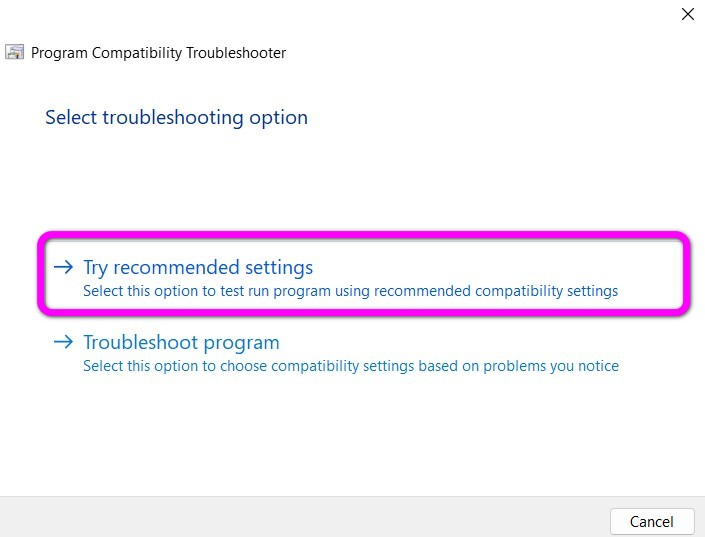 Program Compatibility Troubleshooter
Select troubleshooting option
Try recommended settings
Select this option to test run program using recommended compatibility settings
Troubleshoot program
Select this option to choose compatibility settings based on problems you notice
Cancel